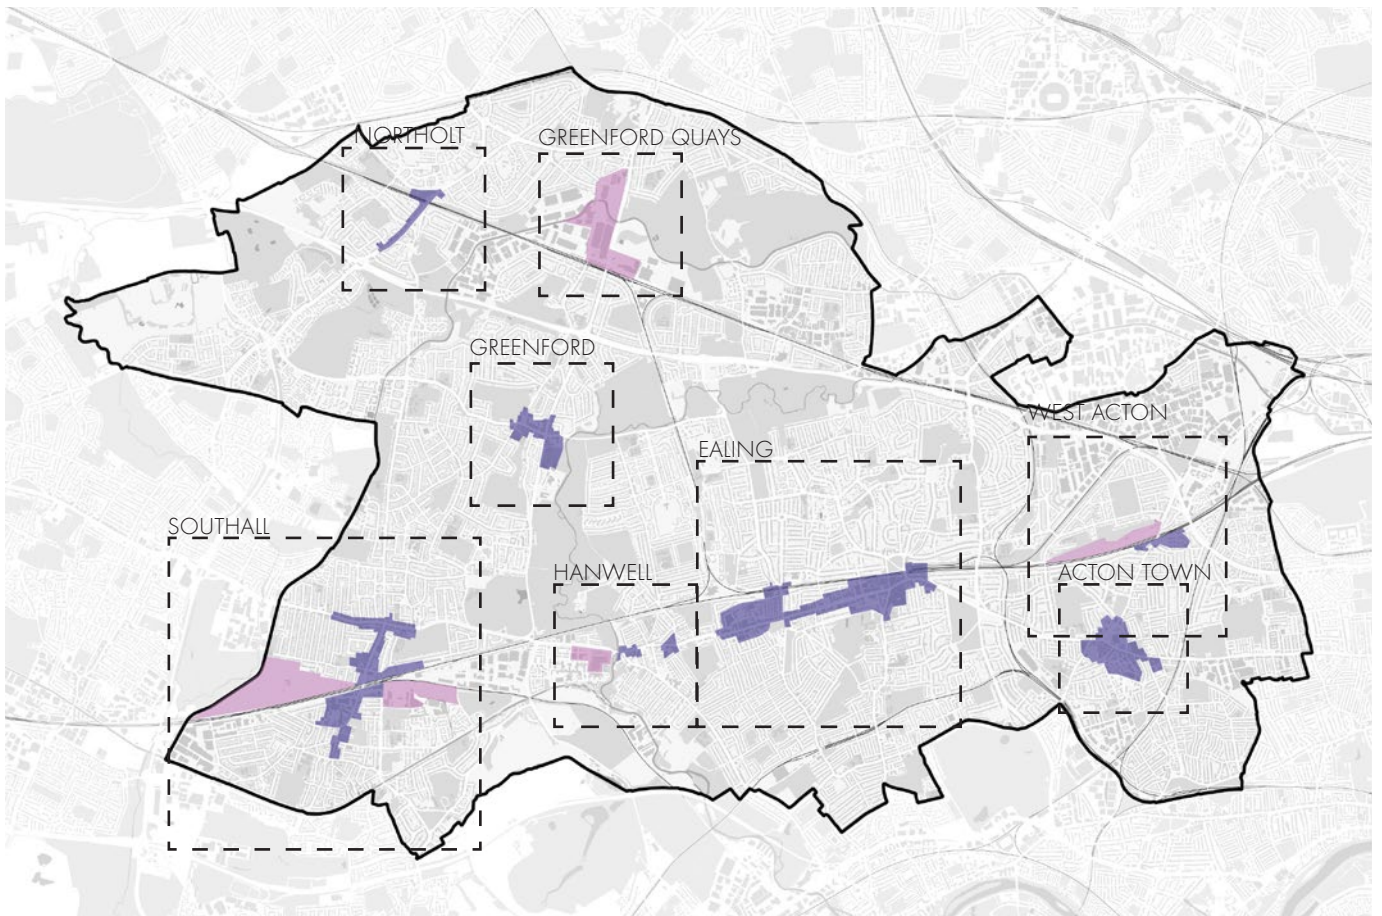 NORTHOLT
GREENFORD QUAYS
GREENFORD
WEST ACTON
EALING
SOUTHALL
HANWELL
ACTON TOWN